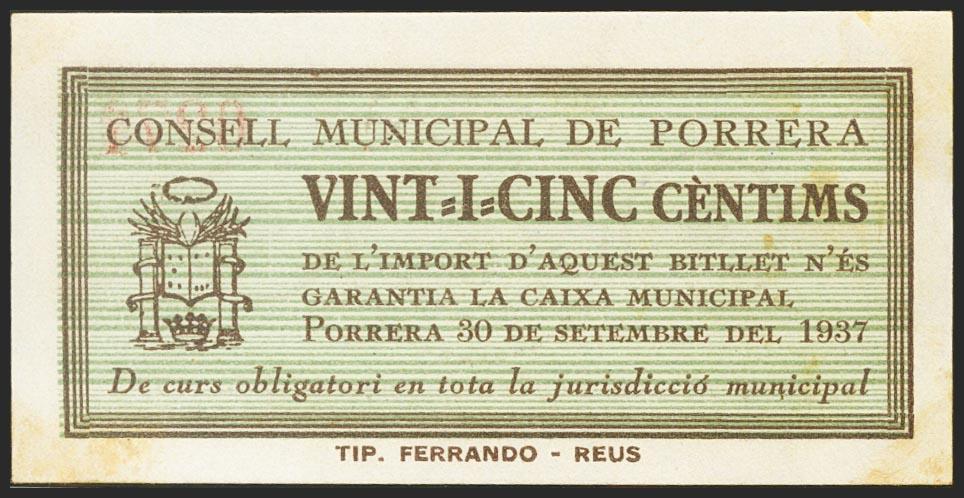 CONSELL MUNICIPAL DE PORRERA
VINT-I-CINC CÈNTIMS
DE L'IMPORT D'AQUEST BITLLET N'ÉS
GARANTIA LA CAIXA MUNICIPAL
PORRERA 30 DE SETEMBRE DEL 1937
De curs obligatori en tota la jurisdicció municipal
TIP. FERRANDO - REUS